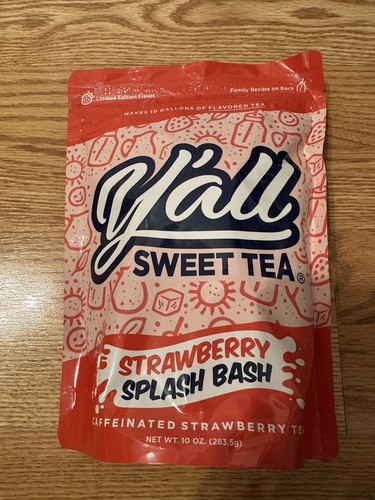 Limited Edition Flavor
Family Recipe on Back
MAKES 10 GALLONS OF FLAVORED TEA
Y'all
SWEET TEA®
STRAWBERRY
SPLASH BASH
CAFFEINATED STRAWBERRY TE
NET WT. 10 OZ. (283.5g)